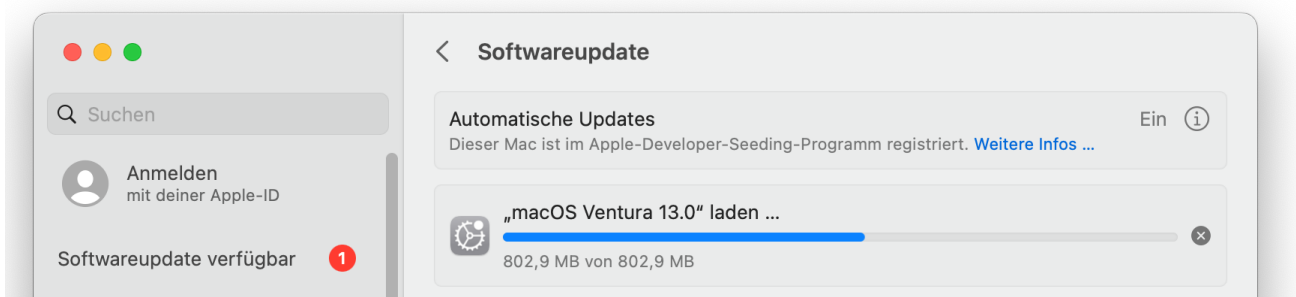 Softwareupdate
Suchen
Anmelden
mit deiner Apple-ID
Softwareupdate verfügbar 1
Automatische Updates Ein
Dieser Mac ist im Apple-Developer-Seeding-Programm registriert. Weitere Infos ...
„macOS Ventura 13.0“ laden ...
802,9 MB von 802,9 MB